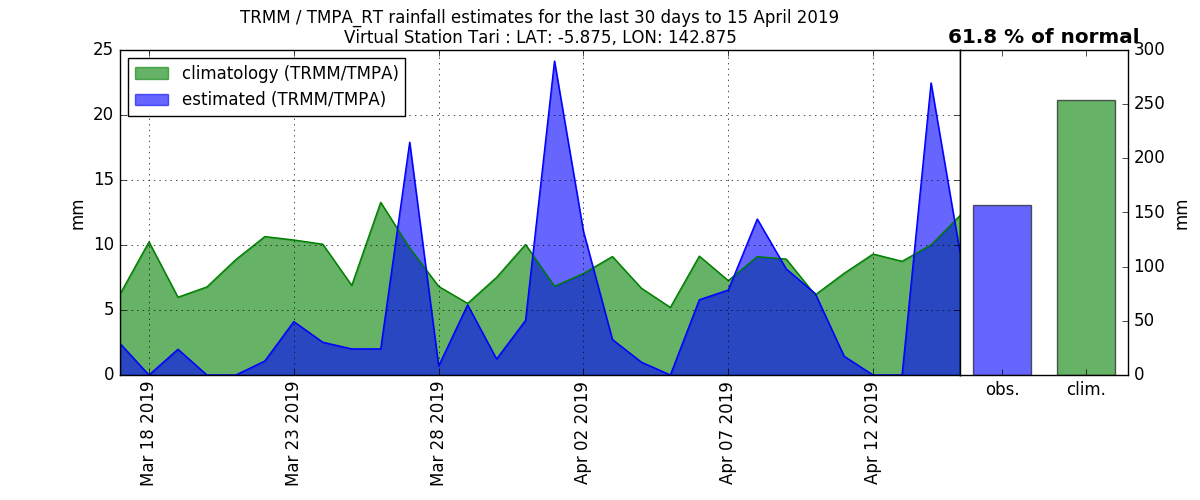 TRMM / TMPA_RT rainfall estimates for the last 30 days to 15 April 2019
Virtual Station Tari : LAT: -5.875, LON: 142.875
61.8 % of normal
climatology (TRMM/TMPA)
estimated (TRMM/TMPA)
mm
25
20
15
10
5
0
Mar 18 2019
Mar 23 2019
Mar 28 2019
Apr 02 2019
Apr 07 2019
Apr 12 2019
obs.
clim.
300
250
200
150
100
50
0
mm